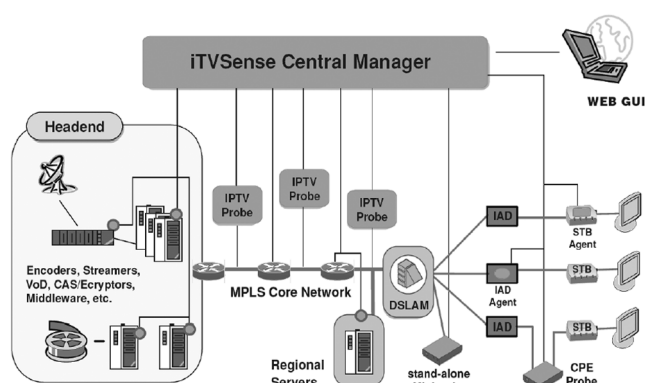 iTVSense Central Manager
WEB GUI
Headend
IPTV
Probe
IPTV
Probe
IPTV
Probe
IAD
STB
Agent
Encoders, Streamers,
VoD, CAS/Ecryptors,
Middleware, etc.
MPLS Core Network
DSLAM
IAD
Agent
STB
IAD
STB
Regional
Servers
stand-alone
CPE
Probe